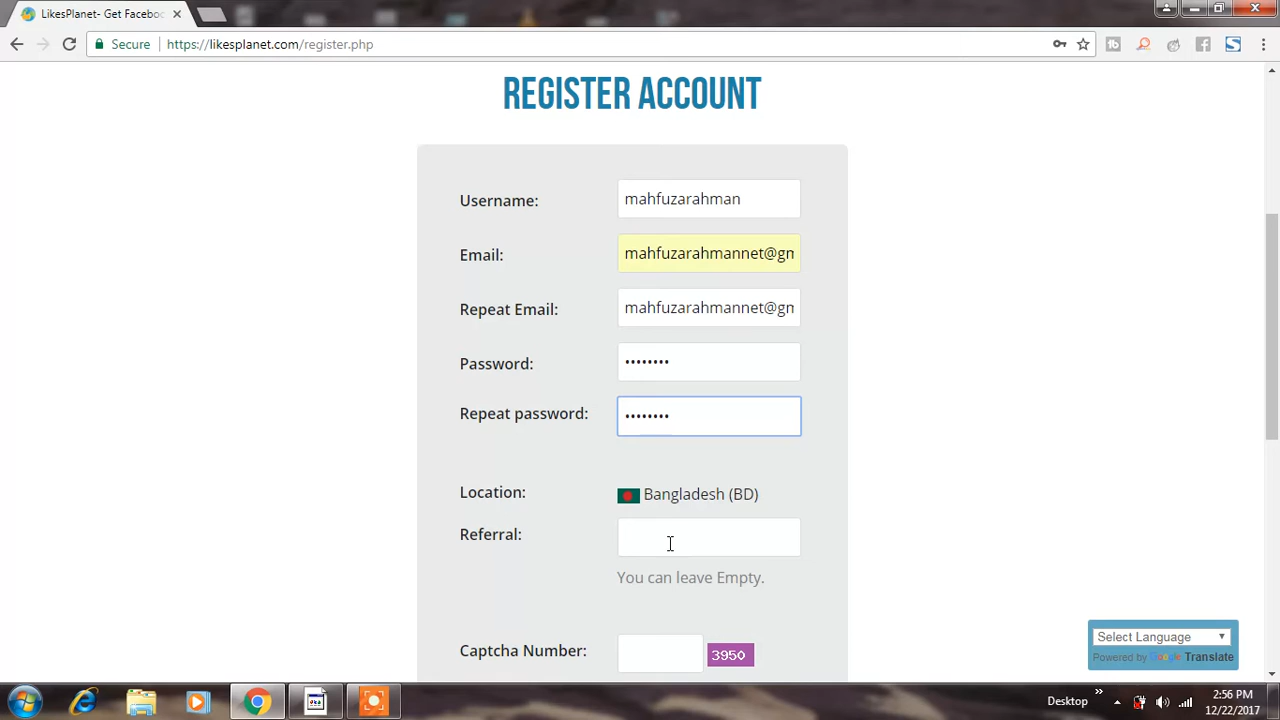 LikesPlanet- Get Faceboo
Secure
https://likesplanet.com/register.php
REGISTER ACCOUNT
Username:
mahfuzarahman
Email:
mahfuzarahmannet@gm
Repeat Email:
mahfuzarahmannet@gm
Password:
••••••••
Repeat password:
••••••••
Location:
Bangladesh (BD)
Referral:
You can leave Empty.
Captcha Number:
3950
Select Language
Powered by Google Translate
Desktop
2:56 PM
12/22/2017